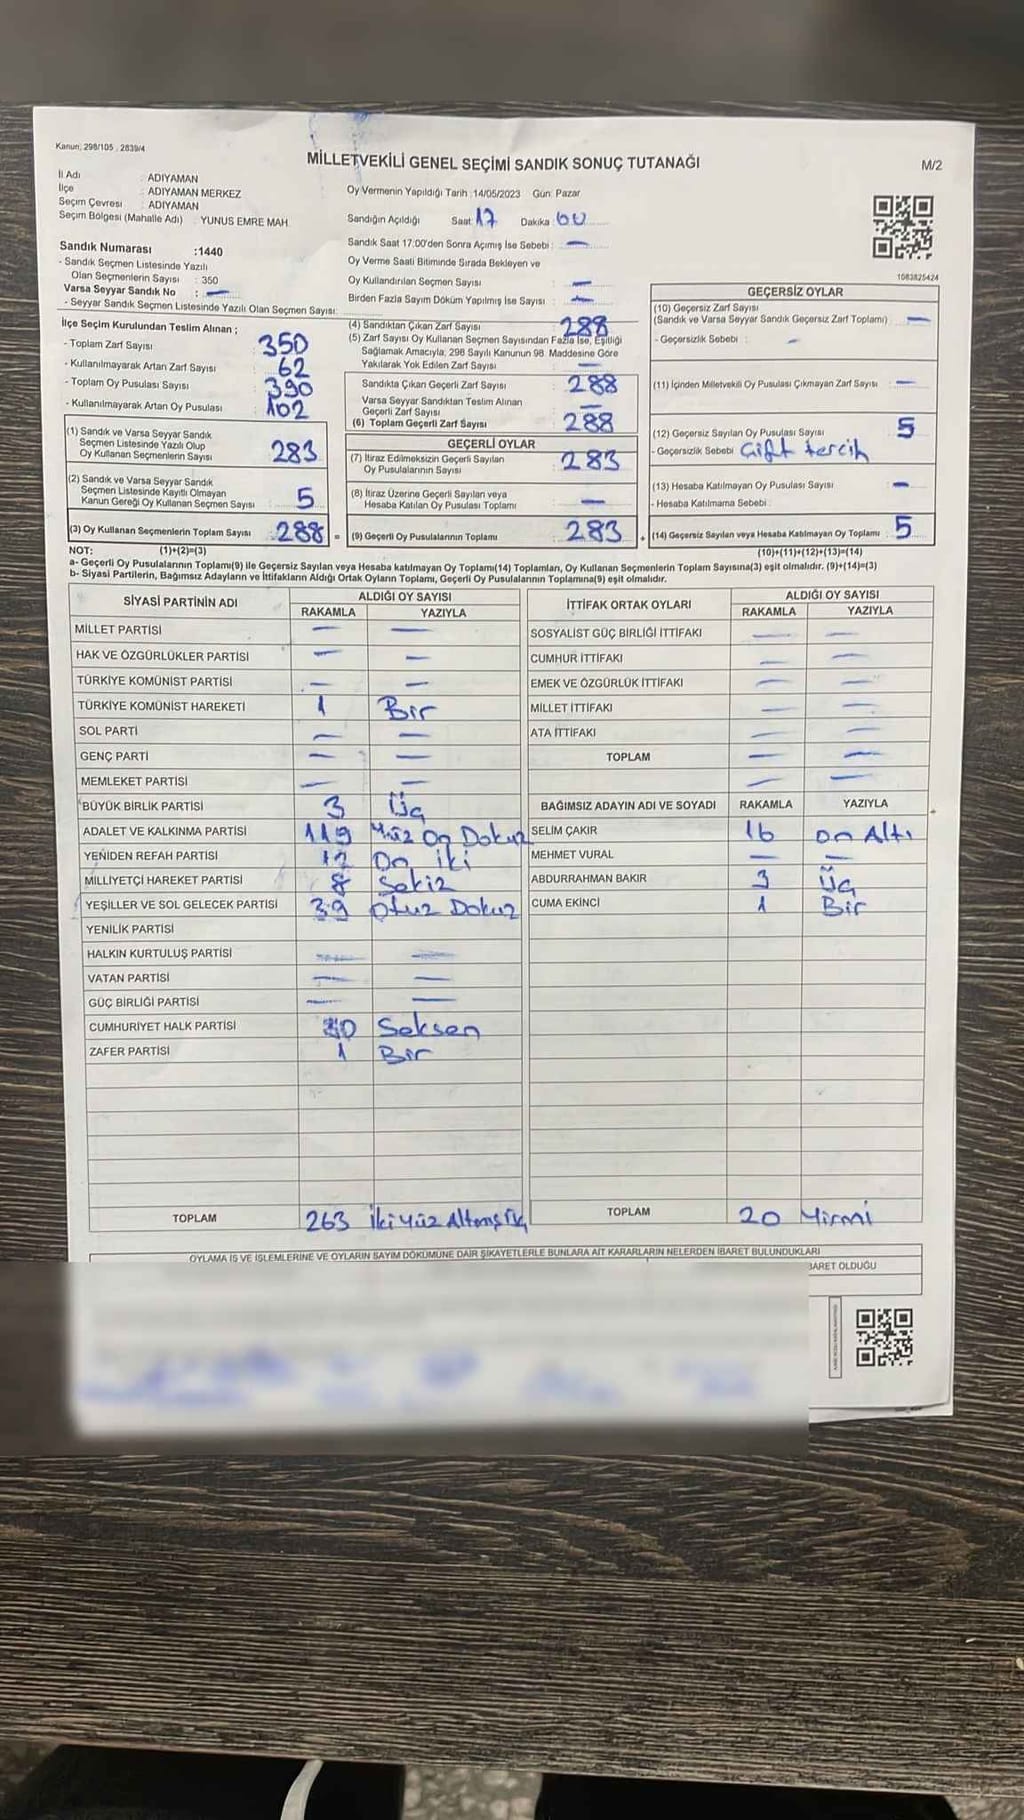 Kanun; 298/105 , 2839/4
MİLLETVEKİLİ GENEL SEÇİMİ SANDIK SONUÇ TUTANAĞI
M/2
İl Adı : ADIYAMAN
İlçe : ADIYAMAN MERKEZ
Seçim Çevresi : ADIYAMAN
Seçim Bölgesi (Mahalle Adı) : YUNUS EMRE MAH.
Oy Vermenin Yapıldığı Tarih :14/05/2023 Gün: Pazar
Sandığın Açıldığı Saat: 17 Dakika: 00
Sandık Saat 17:00'den Sonra Açımış İse Sebebi : —
Oy Verme Saati Bitiminde Sırada Bekleyen ve
Oy Kullandırılan Seçmen Sayısı : —
Birden Fazla Sayım Döküm Yapılmış İse Sayısı : —
1083825424
Sandık Numarası :1440
- Sandık Seçmen Listesinde Yazılı
Olan Seçmenlerin Sayısı : 350
Varsa Seyyar Sandık No : —
- Seyyar Sandık Seçmen Listesinde Yazılı Olan Seçmen Sayısı:
İlçe Seçim Kurulundan Teslim Alınan ;
- Toplam Zarf Sayısı : 350
- Kullanılmayarak Artan Zarf Sayısı : 62
- Toplam Oy Pusulası Sayısı : 390
- Kullanılmayarak Artan Oy Pusulası : 102
(1) Sandık ve Varsa Seyyar Sandık
Seçmen Listesinde Yazılı Olup
Oy Kullanan Seçmenlerin Sayısı : 283
(2) Sandık ve Varsa Seyyar Sandık
Seçmen Listesinde Kayıtlı Olmayan
Kanun Gereği Oy Kullanan Seçmen Sayısı : 5
(3) Oy Kullanan Seçmenlerin Toplam Sayısı : 288 =
(4) Sandıktan Çıkan Zarf Sayısı 288
(5) Zarf Sayısı Oy Kullanan Seçmen Sayısından Fazla İse, Eşitliği
Sağlamak Amacıyla; 298 Sayılı Kanunun 98. Maddesine Göre
Yakılarak Yok Edilen Zarf Sayısı : —
Sandıkta Çıkan Geçerli Zarf Sayısı 288
Varsa Seyyar Sandıktan Teslim Alınan
Geçerli Zarf Sayısı —
(6) Toplam Geçerli Zarf Sayısı 288
GEÇERLİ OYLAR
(7) İtiraz Edilmeksizin Geçerli Sayılan
Oy Pusulalarının Sayısı 283
(8) İtiraz Üzerine Geçerli Sayılan veya
Hesaba Katılan Oy Pusulası Toplamı —
(9) Geçerli Oy Pusulalarının Toplamı 283 +
GEÇERSİZ OYLAR
(10) Geçersiz Zarf Sayısı
(Sandık ve Varsa Seyyar Sandık Geçersiz Zarf Toplamı) —
- Geçersizlik Sebebi : —
(11) İçinden Milletvekili Oy Pusulası Çıkmayan Zarf Sayısı —
(12) Geçersiz Sayılan Oy Pusulası Sayısı 5
- Geçersizlik Sebebi Çift tercih
(13) Hesaba Katılmayan Oy Pusulası Sayısı —
- Hesaba Katılmama Sebebi :
(14) Geçersiz Sayılan veya Hesaba Katılmayan Oy Toplamı 5
NOT: (1)+(2)=(3) (10)+(11)+(12)+(13)=(14)
a- Geçerli Oy Pusulalarının Toplamı(9) ile Geçersiz Sayılan veya Hesaba katılmayan Oy Toplamı(14) Toplamları, Oy Kullanan Seçmenlerin Toplam Sayısına(3) eşit olmalıdır. (9)+(14)=(3)
b- Siyasi Partilerin, Bağımsız Adayların ve İttifakların Aldığı Ortak Oyların Toplamı, Geçerli Oy Pusulalarının Toplamına(9) eşit olmalıdır.
SİYASİ PARTİNİN ADI ALDIĞI OY SAYISI
RAKAMLA YAZIYLA
MİLLET PARTİSİ — —
HAK VE ÖZGÜRLÜKLER PARTİSİ — —
TÜRKİYE KOMÜNİST PARTİSİ — —
TÜRKİYE KOMÜNİST HAREKETİ 1 Bir
SOL PARTİ — —
GENÇ PARTİ — —
MEMLEKET PARTİSİ — —
BÜYÜK BİRLİK PARTİSİ 3 Üç
ADALET VE KALKINMA PARTİSİ 119 Yüz On Dokuz
YENİDEN REFAH PARTİSİ 12 On iki
MİLLİYETÇİ HAREKET PARTİSİ 8 Sekiz
YEŞİLLER VE SOL GELECEK PARTİSİ 39 Otuz Dokuz
YENİLİK PARTİSİ
HALKIN KURTULUŞ PARTİSİ — —
VATAN PARTİSİ — —
GÜÇ BİRLİĞİ PARTİSİ — —
CUMHURİYET HALK PARTİSİ 80 Seksen
ZAFER PARTİSİ 1 Bir
TOPLAM 263 İkiYüz Altmış Üç
İTTİFAK ORTAK OYLARI ALDIĞI OY SAYISI
RAKAMLA YAZIYLA
SOSYALİST GÜÇ BİRLİĞİ İTTİFAKI — —
CUMHUR İTTİFAKI — —
EMEK VE ÖZGÜRLÜK İTTİFAKI — —
MİLLET İTTİFAKI — —
ATA İTTİFAKI — —
TOPLAM — —
BAĞIMSIZ ADAYIN ADI VE SOYADI RAKAMLA YAZIYLA
SELİM ÇAKIR 16 on Altı
MEHMET VURAL — —
ABDURRAHMAN BAKIR 3 Üç
CUMA EKİNCİ 1 Bir
TOPLAM 20 Yirmi
OYLAMA İŞ VE İŞLEMLERİNE VE OYLARIN SAYIM DÖKÜMÜNE DAİR ŞİKAYETLERLE BUNLARA AİT KARARLARIN NELERDEN İBARET BULUNDUKLARI
BARET OLDUĞU